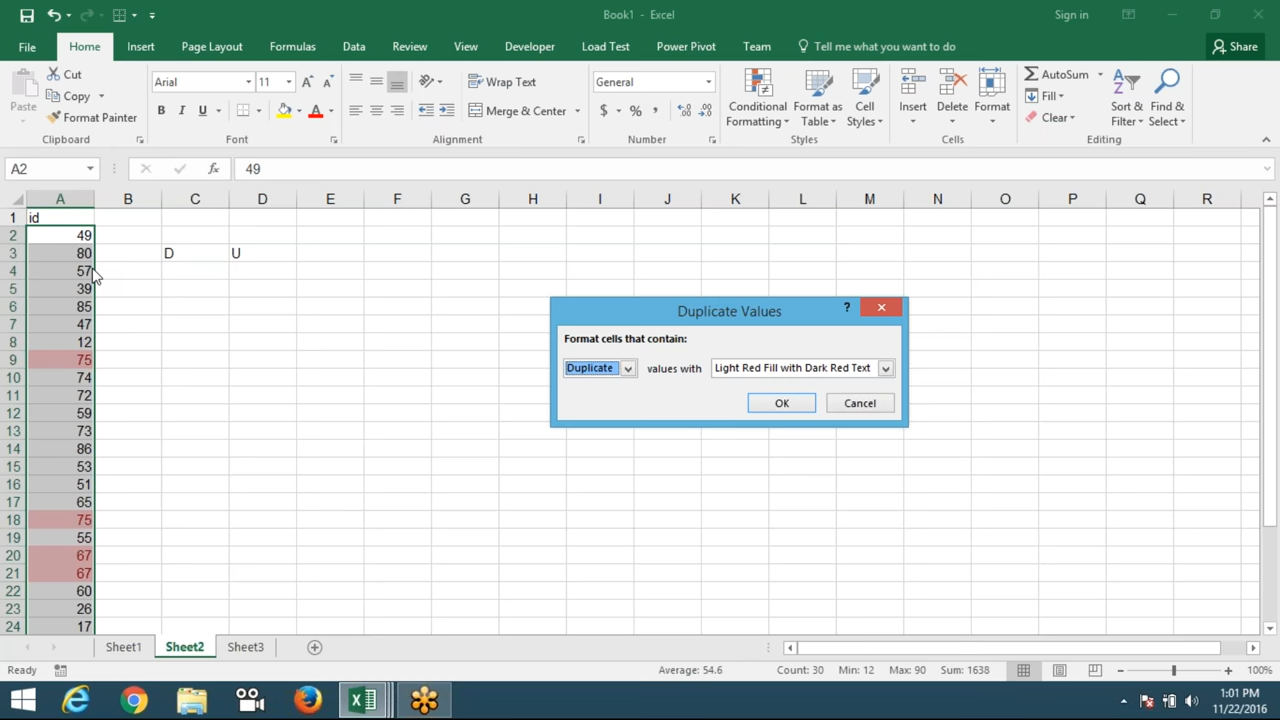 Book1 - Excel
Sign in
File Home Insert Page Layout Formulas Data Review View Developer Load Test Power Pivot Team Tell me what you want to do Share
Paste
Cut
Copy
Format Painter
Clipboard
Arial 11
B I U
Font
Wrap Text
Merge & Center
Alignment
General
$ % ,
Number
Conditional Formatting
Format as Table
Cell Styles
Styles
Insert Delete Format
Cells
AutoSum
Fill
Clear
Sort & Filter
Find & Select
Editing
A2 fx 49
A B C D E F G H I J K L M N O P Q R
1 id
2 49
3 80 D U
4 57
5 39
6 85
7 47
8 12
9 75
10 74
11 72
12 59
13 73
14 86
15 53
16 51
17 65
18 75
19 55
20 67
21 67
22 60
23 26
24 17
Duplicate Values ?
Format cells that contain:
Duplicate values with Light Red Fill with Dark Red Text
OK Cancel
Sheet1 Sheet2 Sheet3
Ready Average: 54.6 Count: 30 Min: 12 Max: 90 Sum: 1638 100%
1:01 PM
11/22/2016